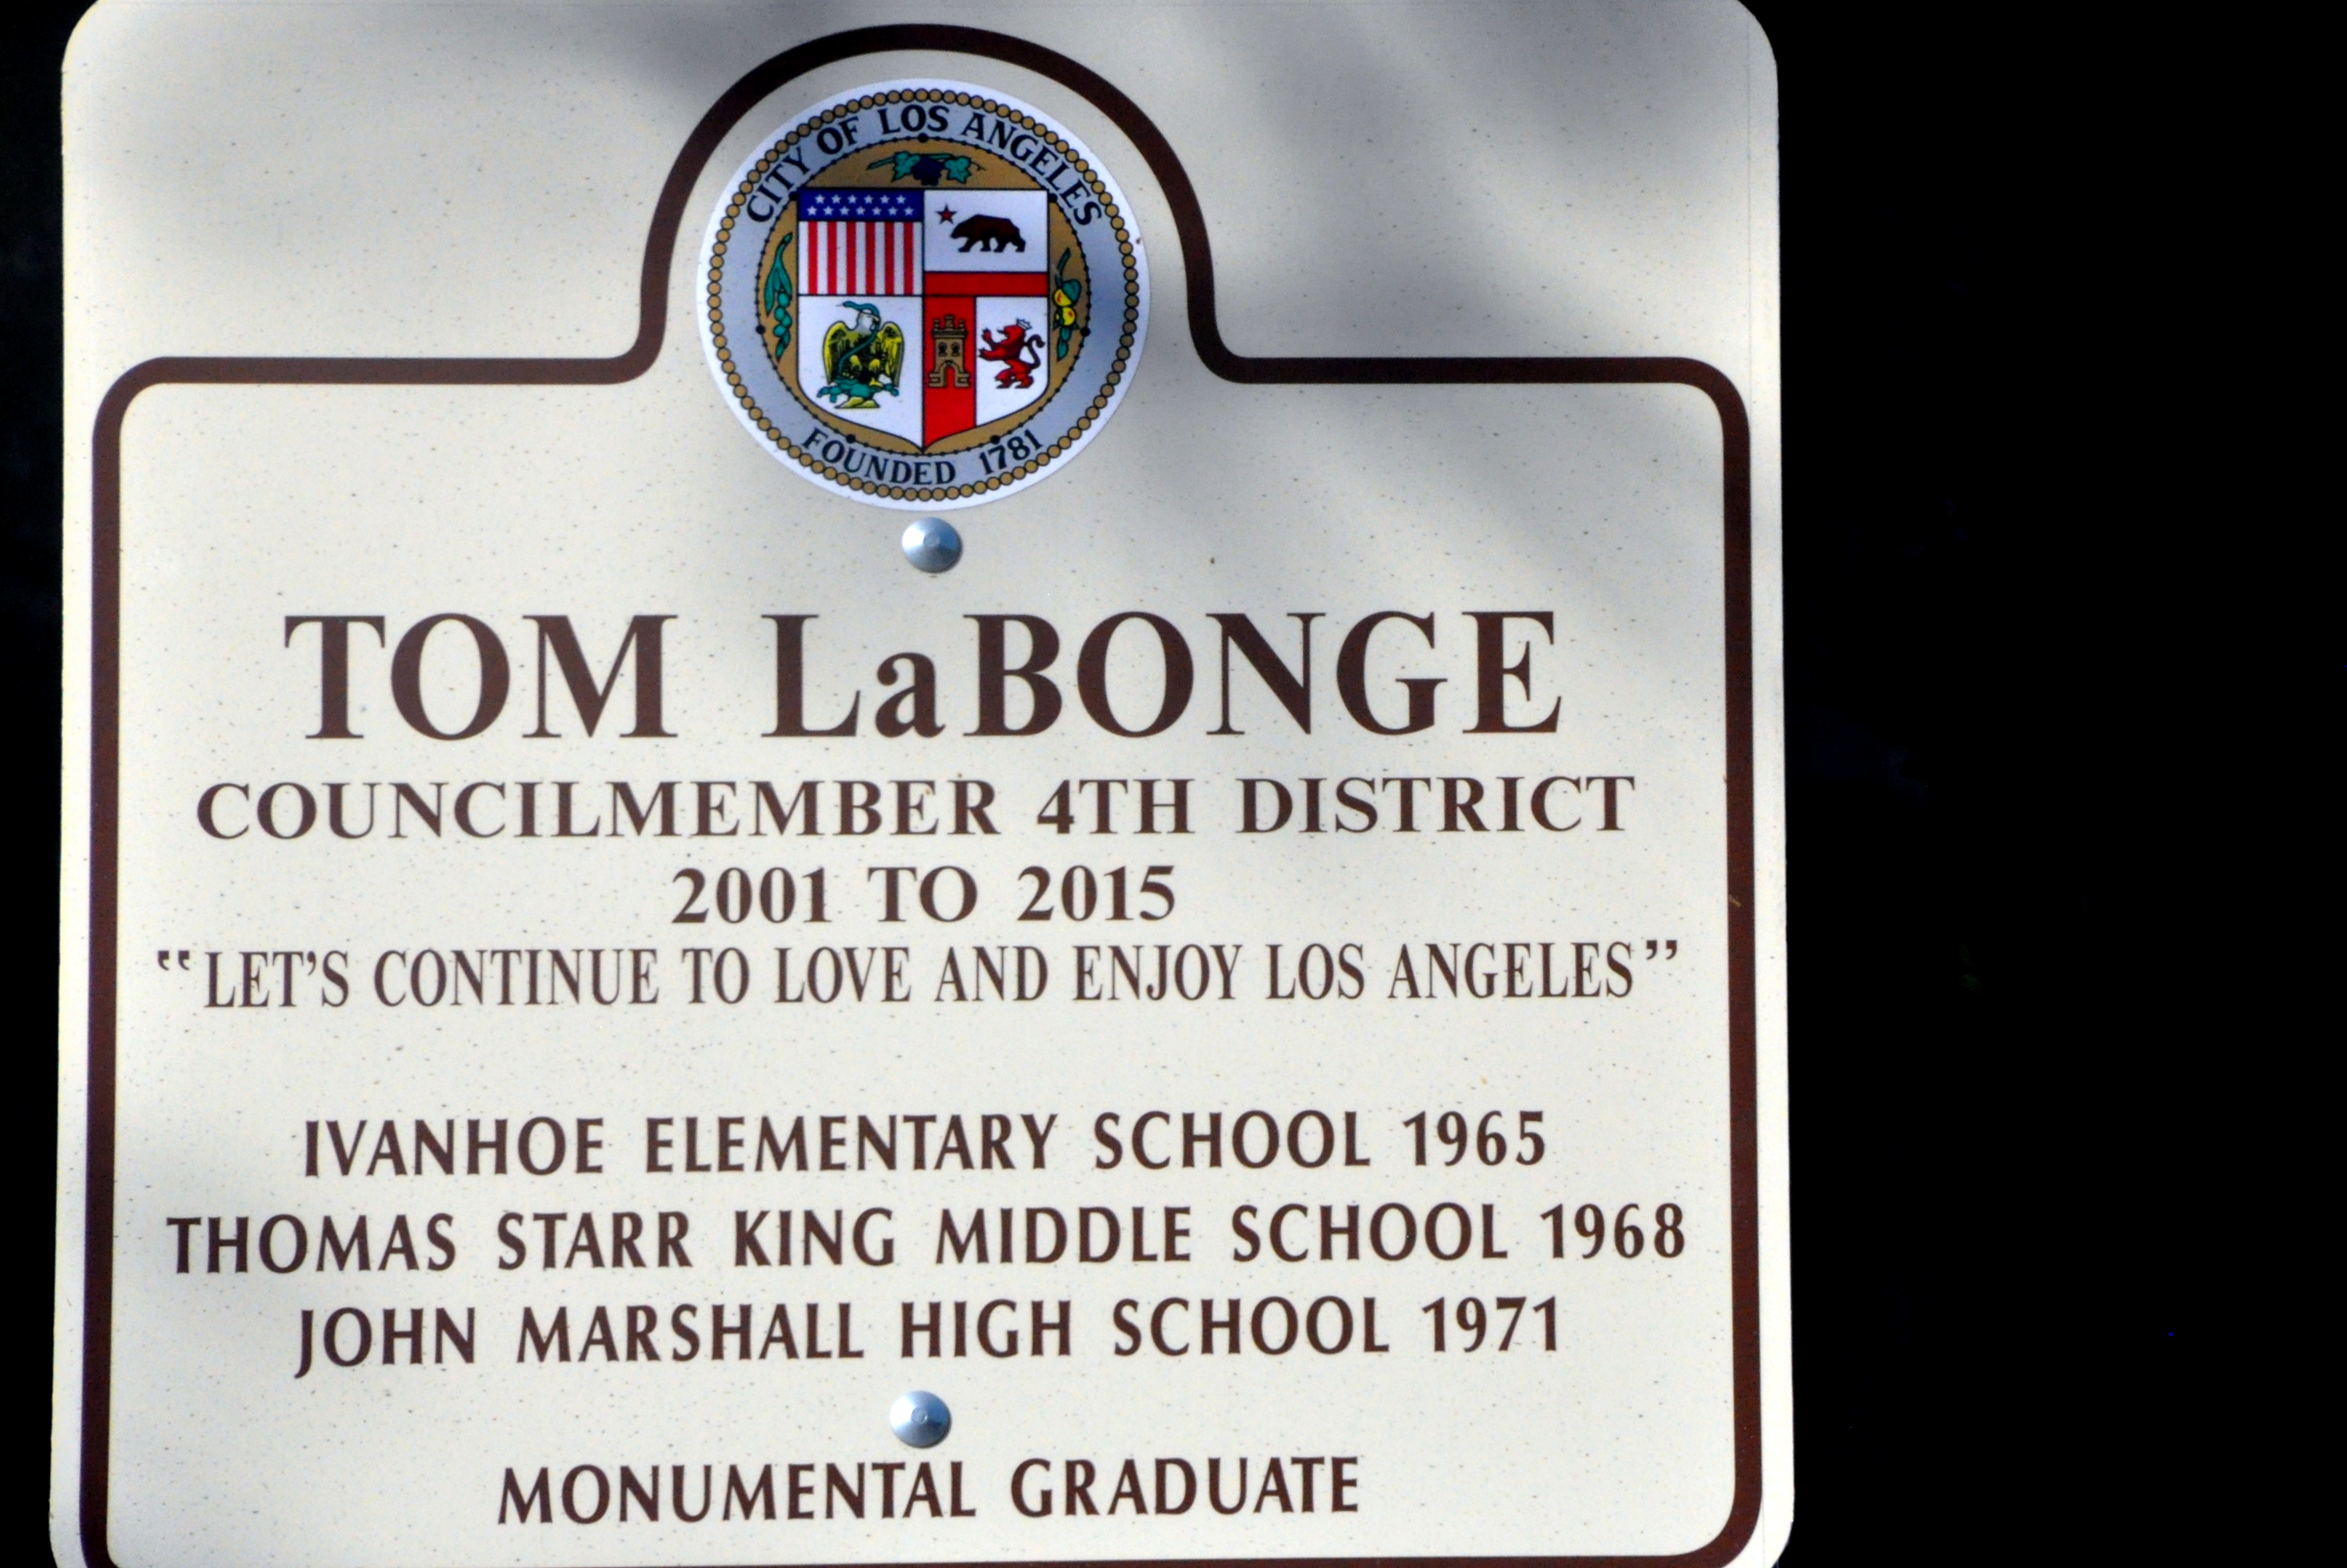 CITY OF LOS ANGELES
FOUNDED 1781
TOM LaBONGE
COUNCILMEMBER 4TH DISTRICT
2001 TO 2015
“LET'S CONTINUE TO LOVE AND ENJOY LOS ANGELES”
IVANHOE ELEMENTARY SCHOOL 1965
THOMAS STARR KING MIDDLE SCHOOL 1968
JOHN MARSHALL HIGH SCHOOL 1971
MONUMENTAL GRADUATE